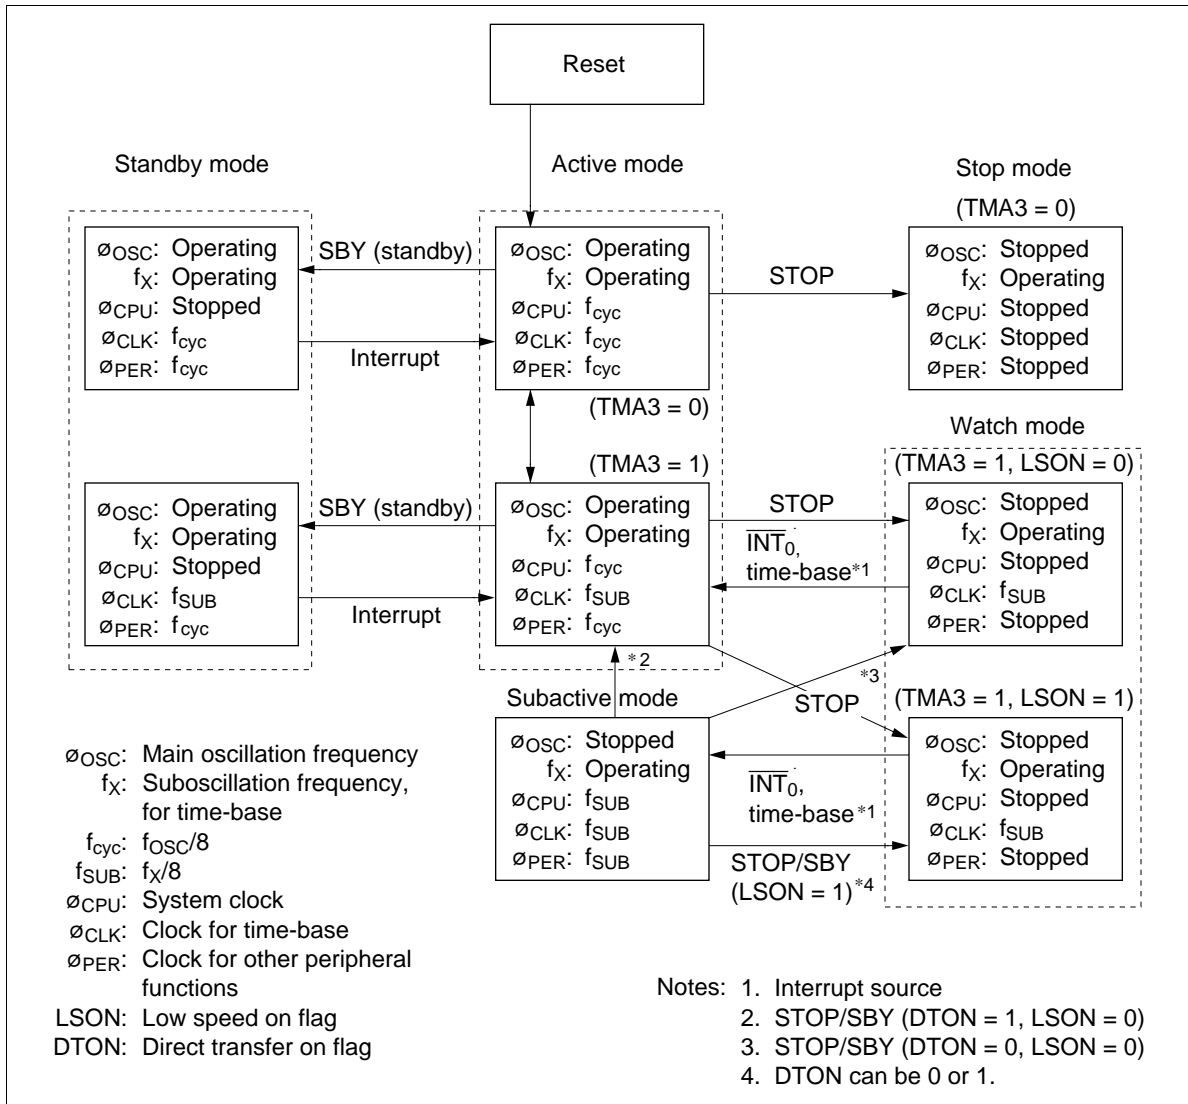 Reset
Standby mode
Active mode
Stop mode
(TMA3 = 0)
øOSC: Operating
fX: Operating
øCPU: Stopped
øCLK: fcyc
øPER: fcyc
SBY (standby)
Interrupt
øOSC: Operating
fX: Operating
øCPU: fcyc
øCLK: fcyc
øPER: fcyc
(TMA3 = 0)
STOP
øOSC: Stopped
fX: Operating
øCPU: Stopped
øCLK: Stopped
øPER: Stopped
Watch mode
(TMA3 = 1)
(TMA3 = 1, LSON = 0)
øOSC: Operating
fX: Operating
øCPU: Stopped
øCLK: fSUB
øPER: fcyc
SBY (standby)
Interrupt
øOSC: Operating
fX: Operating
øCPU: fcyc
øCLK: fSUB
øPER: fcyc
STOP
INT0,
time-base*1
øOSC: Stopped
fX: Operating
øCPU: Stopped
øCLK: fSUB
øPER: Stopped
*2
*3
Subactive mode
STOP
(TMA3 = 1, LSON = 1)
øOSC: Stopped
fX: Operating
øCPU: fSUB
øCLK: fSUB
øPER: fSUB
INT0,
time-base*1
STOP/SBY
(LSON = 1)*4
øOSC: Stopped
fX: Operating
øCPU: Stopped
øCLK: fSUB
øPER: Stopped
øOSC: Main oscillation frequency
fX: Suboscillation frequency,
for time-base
fcyc: fOSC/8
fSUB: fX/8
øCPU: System clock
øCLK: Clock for time-base
øPER: Clock for other peripheral
functions
LSON: Low speed on flag
DTON: Direct transfer on flag
Notes: 1. Interrupt source
2. STOP/SBY (DTON = 1, LSON = 0)
3. STOP/SBY (DTON = 0, LSON = 0)
4. DTON can be 0 or 1.